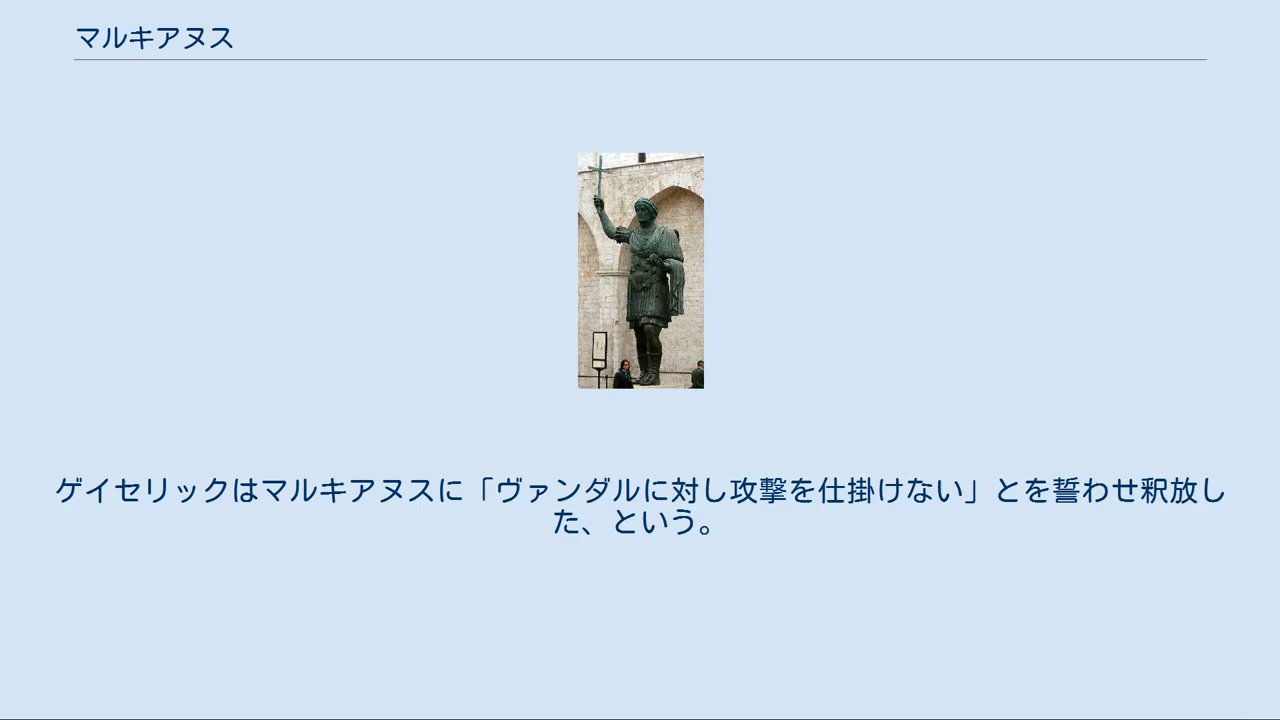 マルキアヌス
ゲイセリックはマルキアヌスに「ヴァンダルに対し攻撃を仕掛けない」とを誓わせ釈放し
た、という。